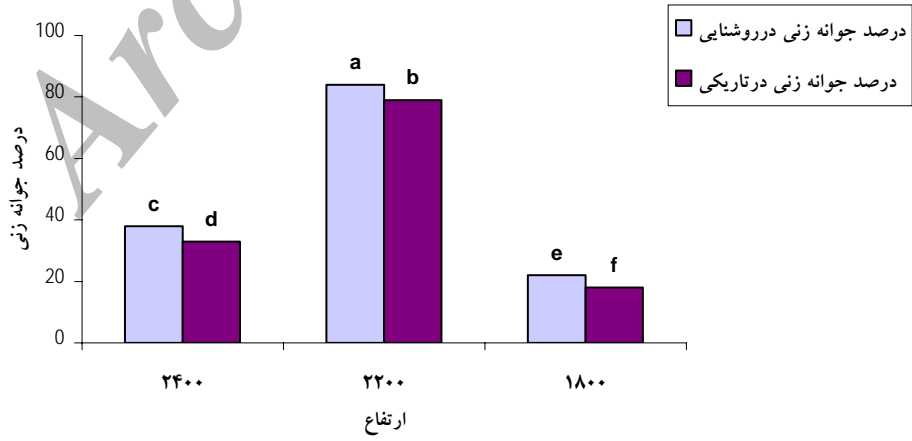 درصد جوانه زنی درروشنایی
درصد جوانه زنی درتاریکی
Arc
درصد جوانه زنی
100
80
60
40
20
0
a
b
c
d
e
f
۲۴۰۰
۲۲۰۰
۱۸۰۰
ارتفاع